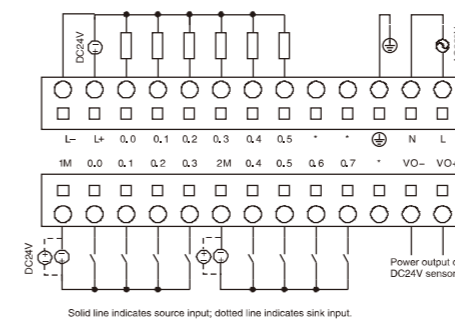 DC24V
L− L+ 0.0 0.1 0.2 0.3 0.4 0.5 * * N L
1M 0.0 0.1 0.2 0.3 2M 0.4 0.5 0.6 0.7 * VO− VO+
DC24V
Power output o
DC24V sensor
Solid line indicates source input; dotted line indicates sink input.